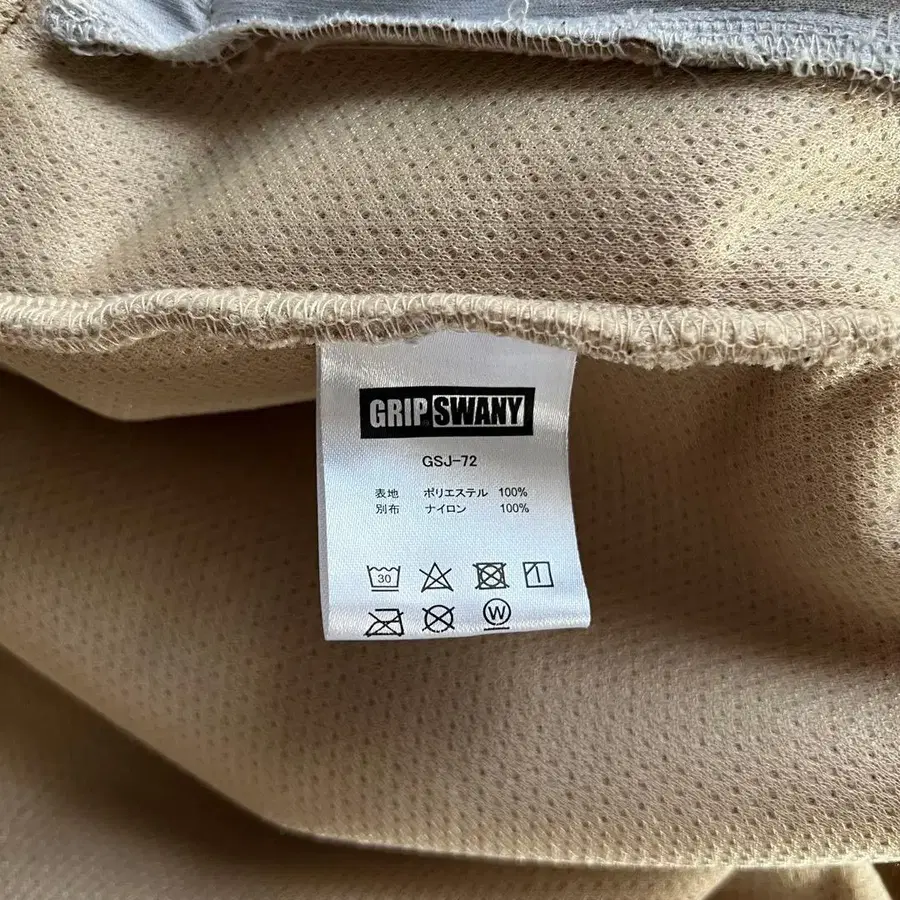 GRIP SWANY
GSJ-72
表地 ポリエステル 100%
別布 ナイロン 100%
30
W